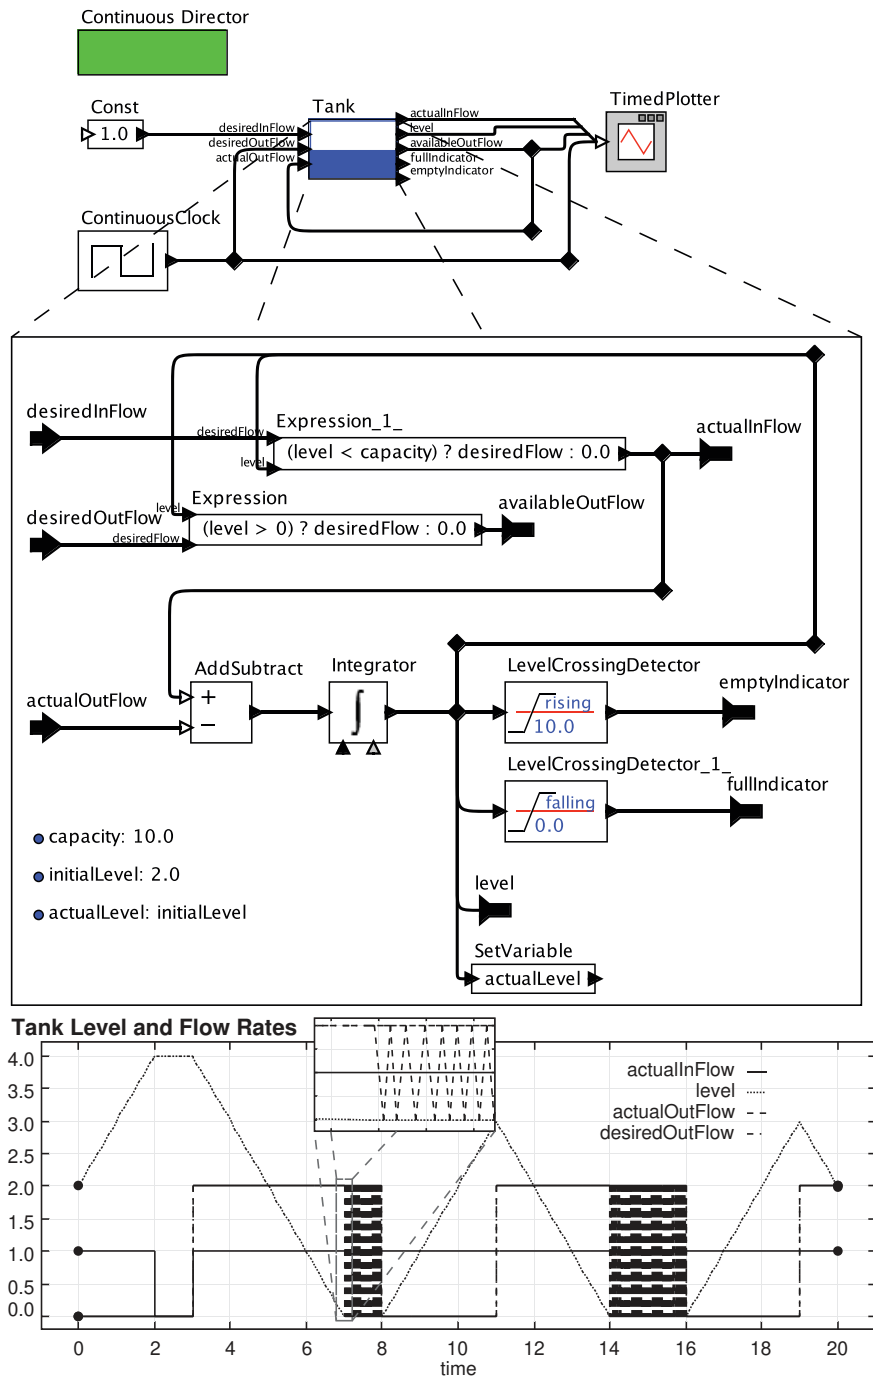 Continuous Director
Const
1.0
Tank
desiredInFlow
desiredOutFlow
actualOutFlow
actualInFlow
level
availableOutFlow
fullIndicator
emptyIndicator
TimedPlotter
ContinuousClock
desiredInFlow
desiredFlow
level
Expression_1_
(level < capacity) ? desiredFlow : 0.0
actualInFlow
desiredOutFlow
level
desiredFlow
Expression
(level > 0) ? desiredFlow : 0.0
availableOutFlow
actualOutFlow
AddSubtract
+
−
Integrator
∫
LevelCrossingDetector
rising
10.0
emptyIndicator
LevelCrossingDetector_1_
falling
0.0
fullIndicator
capacity: 10.0
initialLevel: 2.0
actualLevel: initialLevel
level
SetVariable
actualLevel
Tank Level and Flow Rates
4.0
3.5
3.0
2.5
2.0
1.5
1.0
0.5
0.0
actualInFlow
level
actualOutFlow
desiredOutFlow
0 2 4 6 8 10 12 14 16 18 20
time